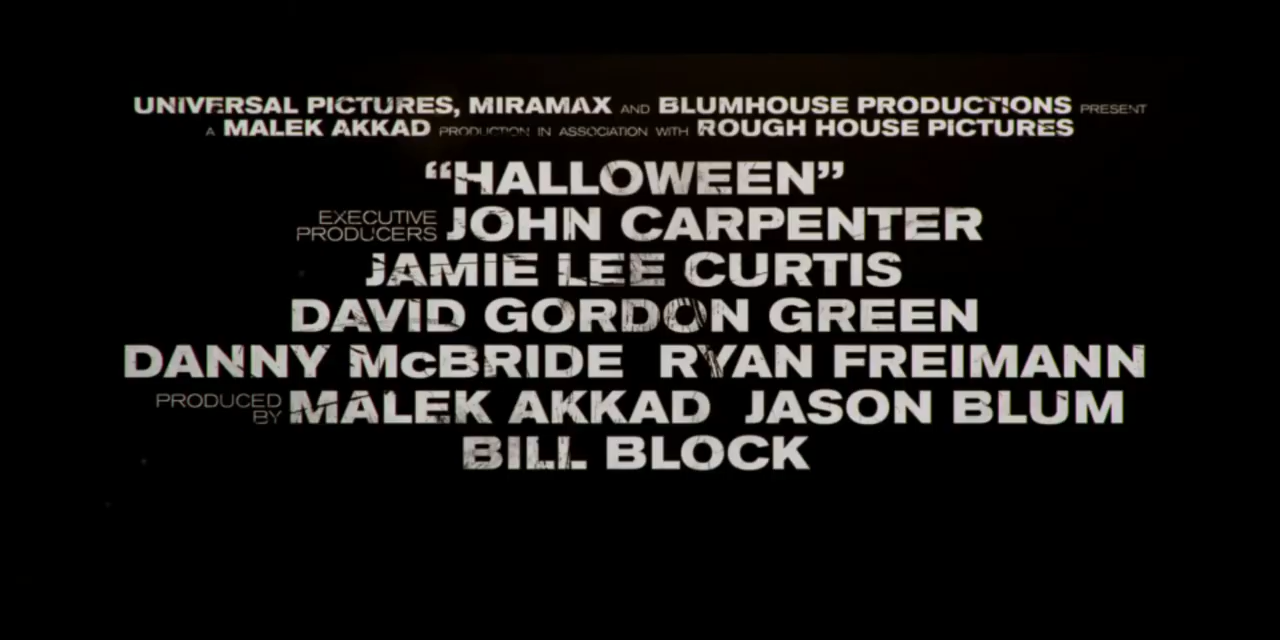 UNIVERSAL PICTURES, MIRAMAX AND BLUMHOUSE PRODUCTIONS PRESENT
A MALEK AKKAD PRODUCTION IN ASSOCIATION WITH ROUGH HOUSE PICTURES
“HALLOWEEN”
EXECUTIVE PRODUCERS JOHN CARPENTER
JAMIE LEE CURTIS
DAVID GORDON GREEN
DANNY McBRIDE RYAN FREIMANN
PRODUCED BY MALEK AKKAD JASON BLUM
BILL BLOCK